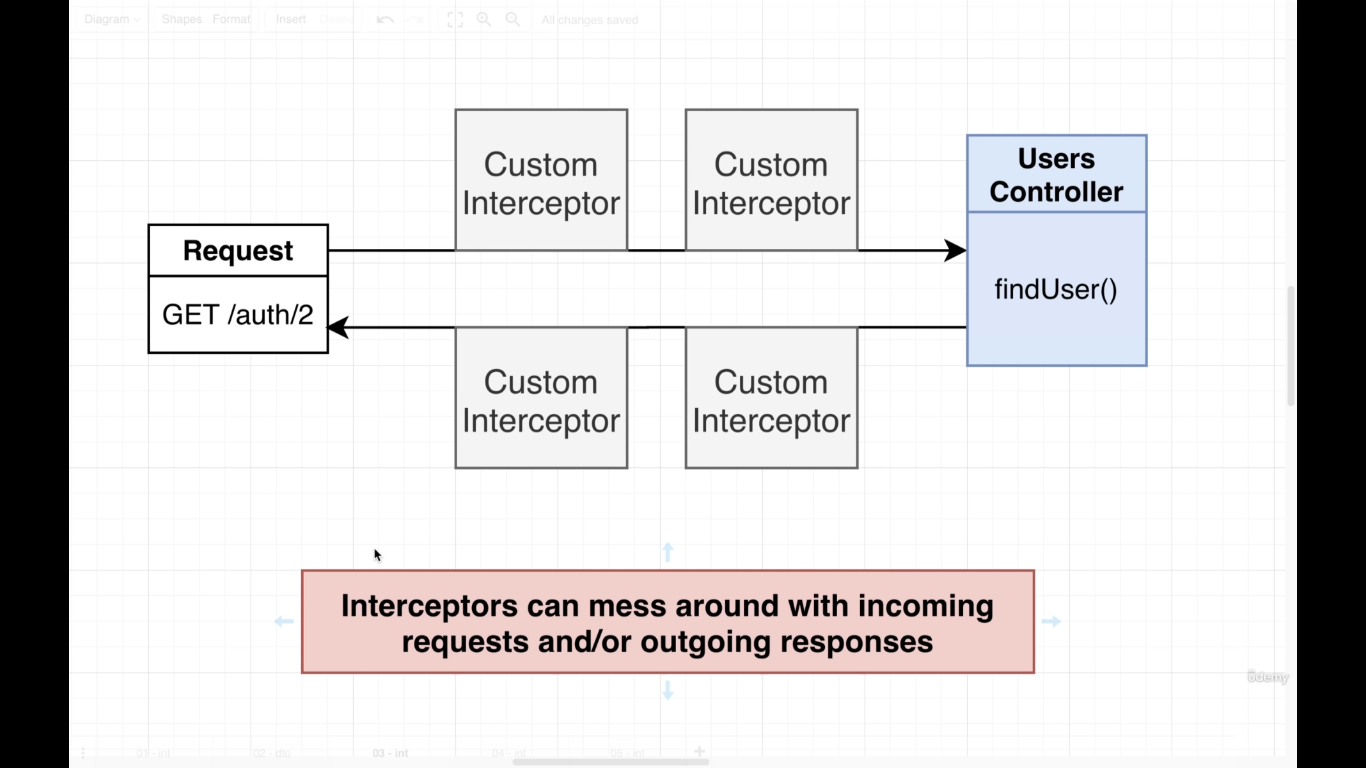 Diagram Shapes Format Insert Delete All changes saved
Custom
Interceptor
Custom
Interceptor
Users
Controller
Request
GET /auth/2
findUser()
Custom
Interceptor
Custom
Interceptor
Interceptors can mess around with incoming
requests and/or outgoing responses
ûdemy
01 - int 02 - dto 03 - int 04 - int 05 - int